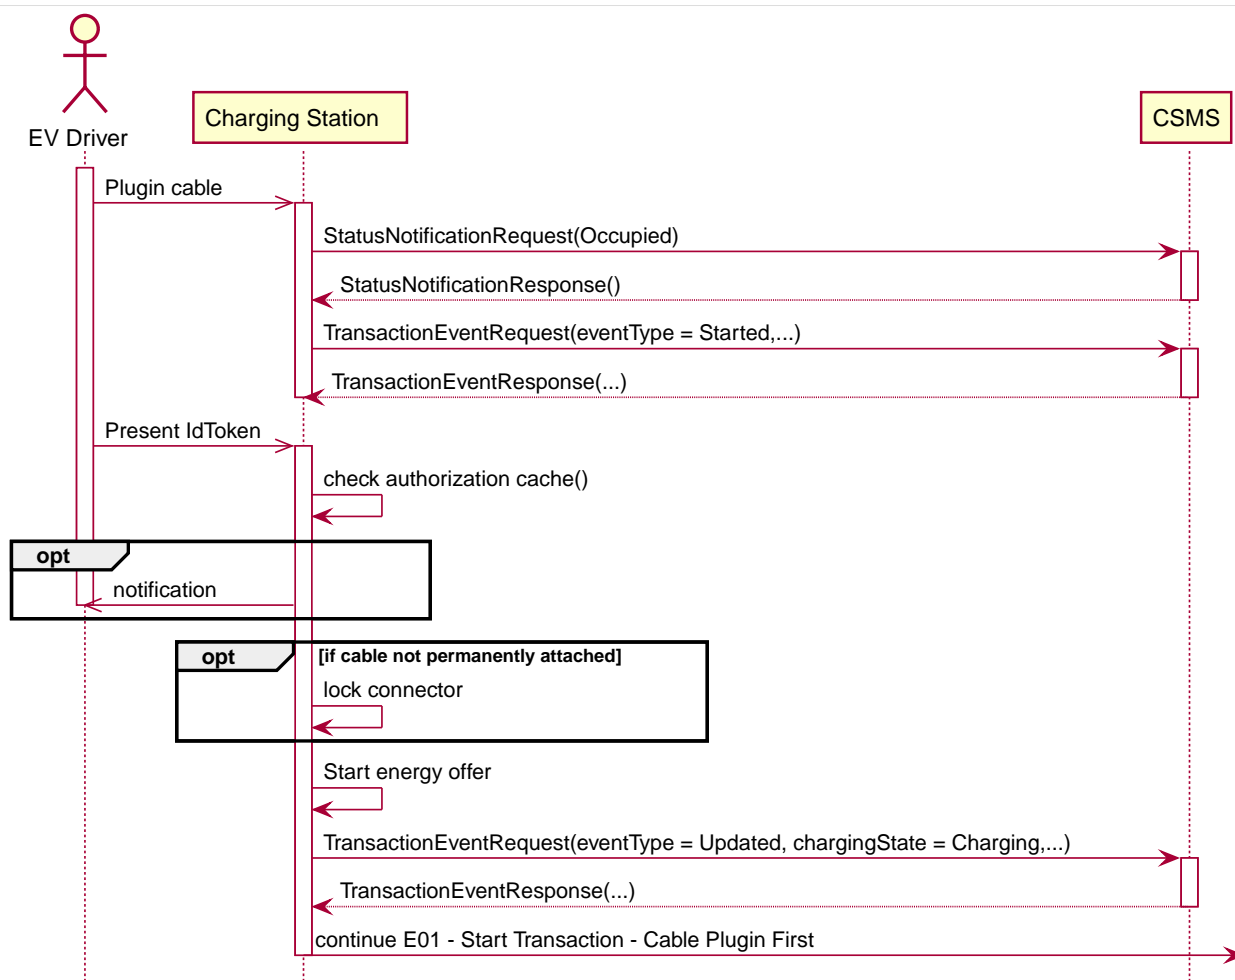 EV Driver
Charging Station
CSMS
Plugin cable
StatusNotificationRequest(Occupied)
StatusNotificationResponse()
TransactionEventRequest(eventType = Started,...)
TransactionEventResponse(...)
Present IdToken
check authorization cache()
opt
notification
opt [if cable not permanently attached]
lock connector
Start energy offer
TransactionEventRequest(eventType = Updated, chargingState = Charging,...)
TransactionEventResponse(...)
continue E01 - Start Transaction - Cable Plugin First